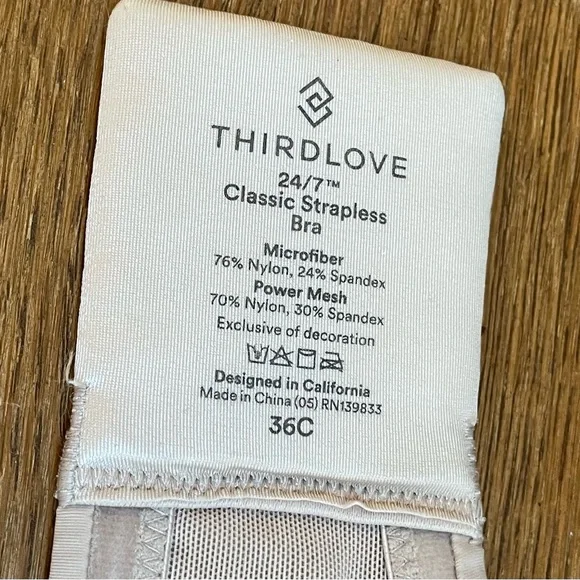 THIRDLOVE
24/7™
Classic Strapless
Bra
Microfiber
76% Nylon, 24% Spandex
Power Mesh
70% Nylon, 30% Spandex
Exclusive of decoration
Designed in California
Made in China (05) RN139833
36C